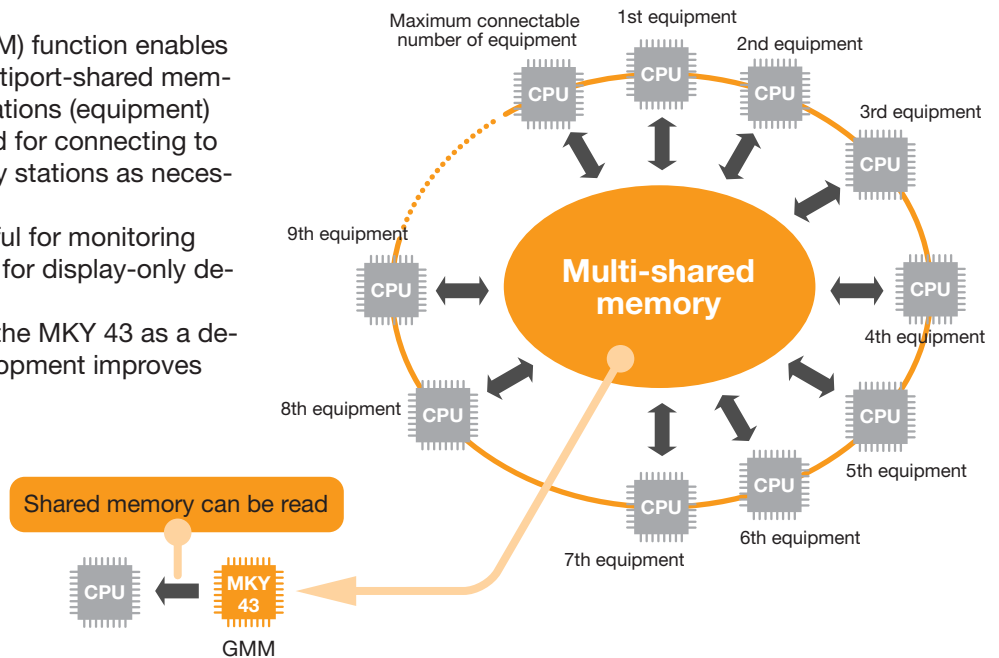 M) function enables
ltiport-shared mem-
ations (equipment)
d for connecting to
y stations as neces-
ful for monitoring
for display-only de-
the MKY 43 as a de-
opment improves
Maximum connectable
number of equipment
1st equipment
2nd equipment
3rd equipment
4th equipment
5th equipment
6th equipment
7th equipment
8th equipment
9th equipment
CPU
CPU
CPU
CPU
CPU
CPU
CPU
CPU
CPU
CPU
Multi-shared
memory
Shared memory can be read
CPU
MKY
43
GMM